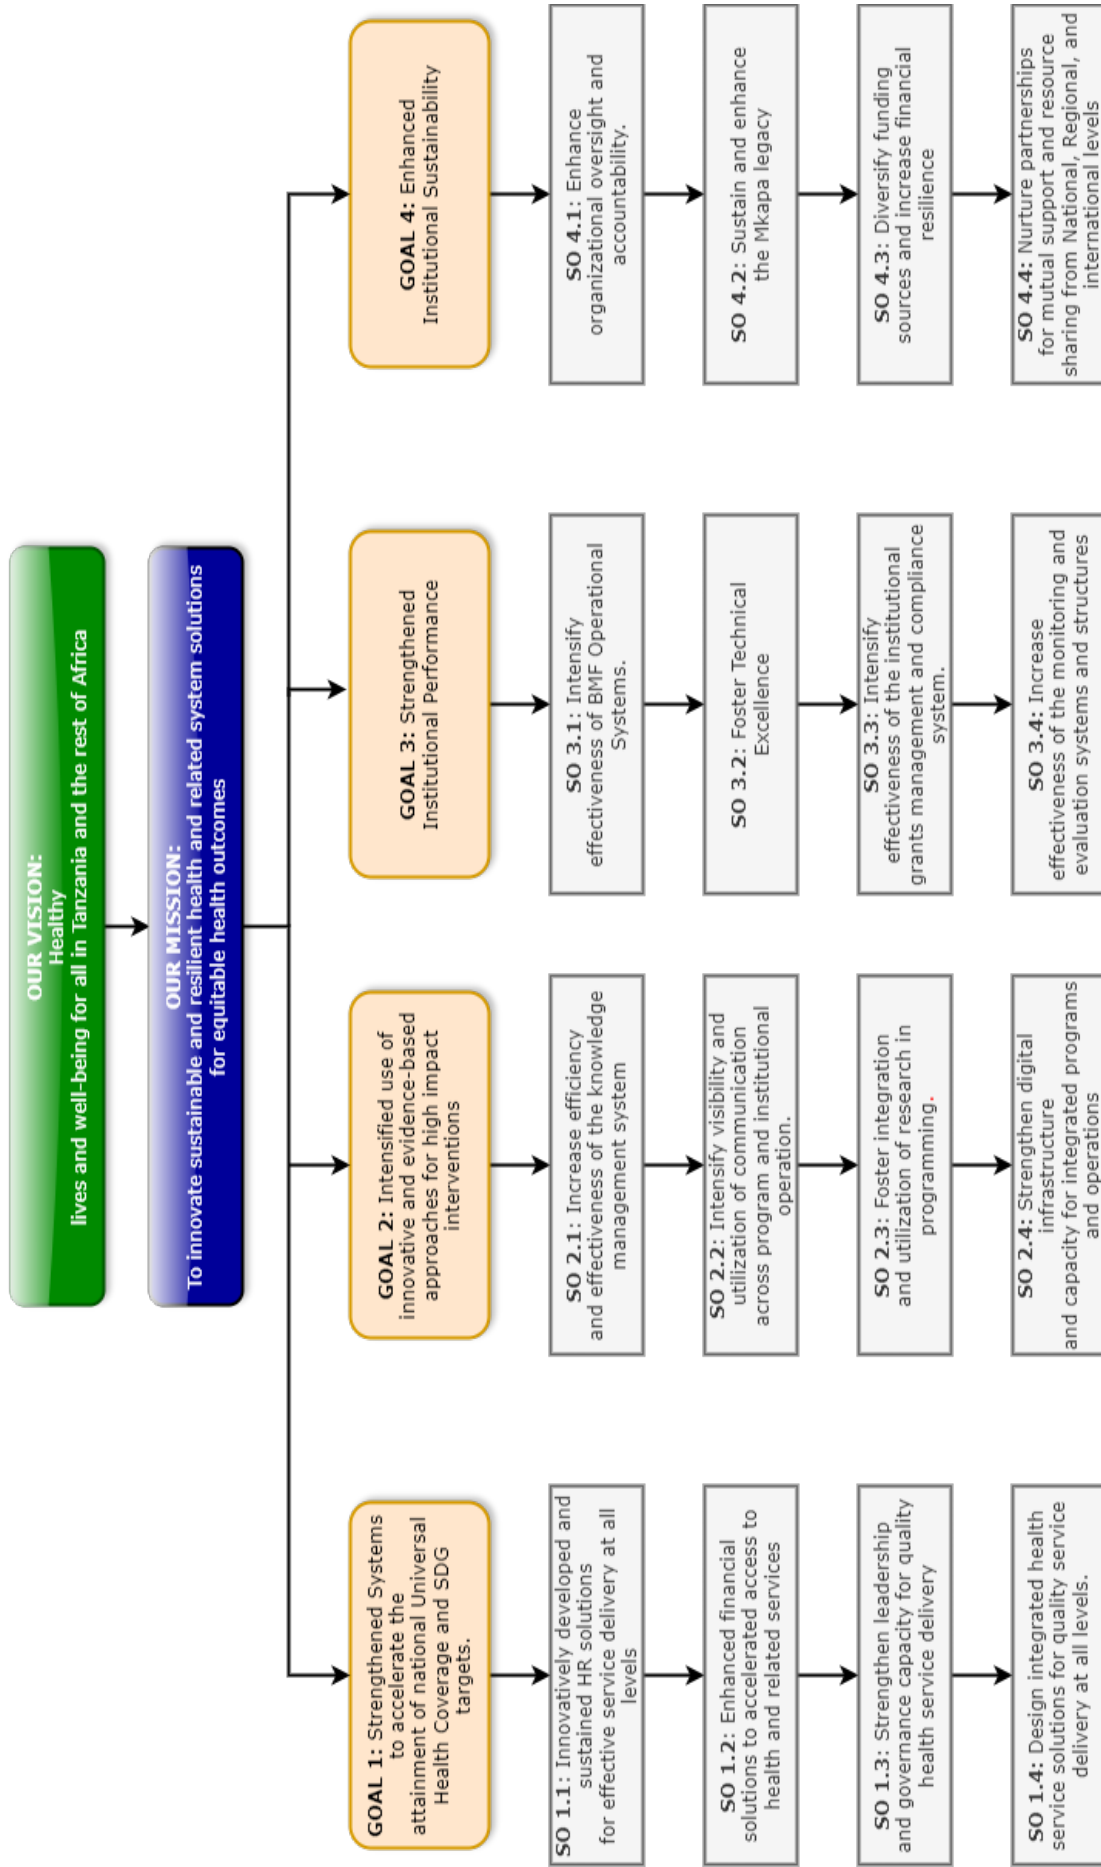 OUR VISION:
Healthy
lives and well-being for all in Tanzania and the rest of Africa
OUR MISSION:
To innovate sustainable and resilient health and related system solutions
for equitable health outcomes
GOAL 1: Strengthened Systems
to accelerate the
attainment of national Universal
Health Coverage and SDG
targets.
SO 1.1: Innovatively developed and
sustained HR solutions
for effective service delivery at all
levels
SO 1.2: Enhanced financial
solutions to accelerated access to
health and related services
SO 1.3: Strengthen leadership
and governance capacity for quality
health service delivery
SO 1.4: Design integrated health
service solutions for quality service
delivery at all levels.
GOAL 2: Intensified use of
innovative and evidence-based
approaches for high impact
interventions
SO 2.1: Increase efficiency
and effectiveness of the knowledge
management system
SO 2.2: Intensify visibility and
utilization of communication
across program and institutional
operation.
SO 2.3: Foster integration
and utilization of research in
programming.
SO 2.4: Strengthen digital
infrastructure
and capacity for integrated programs
and operations
GOAL 3: Strengthened
Institutional Performance
SO 3.1: Intensify
effectiveness of BMF Operational
Systems.
SO 3.2: Foster Technical
Excellence
SO 3.3: Intensify
effectiveness of the institutional
grants management and compliance
system.
SO 3.4: Increase
effectiveness of the monitoring and
evaluation systems and structures
GOAL 4: Enhanced
Institutional Sustainability
SO 4.1: Enhance
organizational oversight and
accountability.
SO 4.2: Sustain and enhance
the Mkapa legacy
SO 4.3: Diversify funding
sources and increase financial
resilience
SO 4.4: Nurture partnerships
for mutual support and resource
sharing from National, Regional, and
international levels